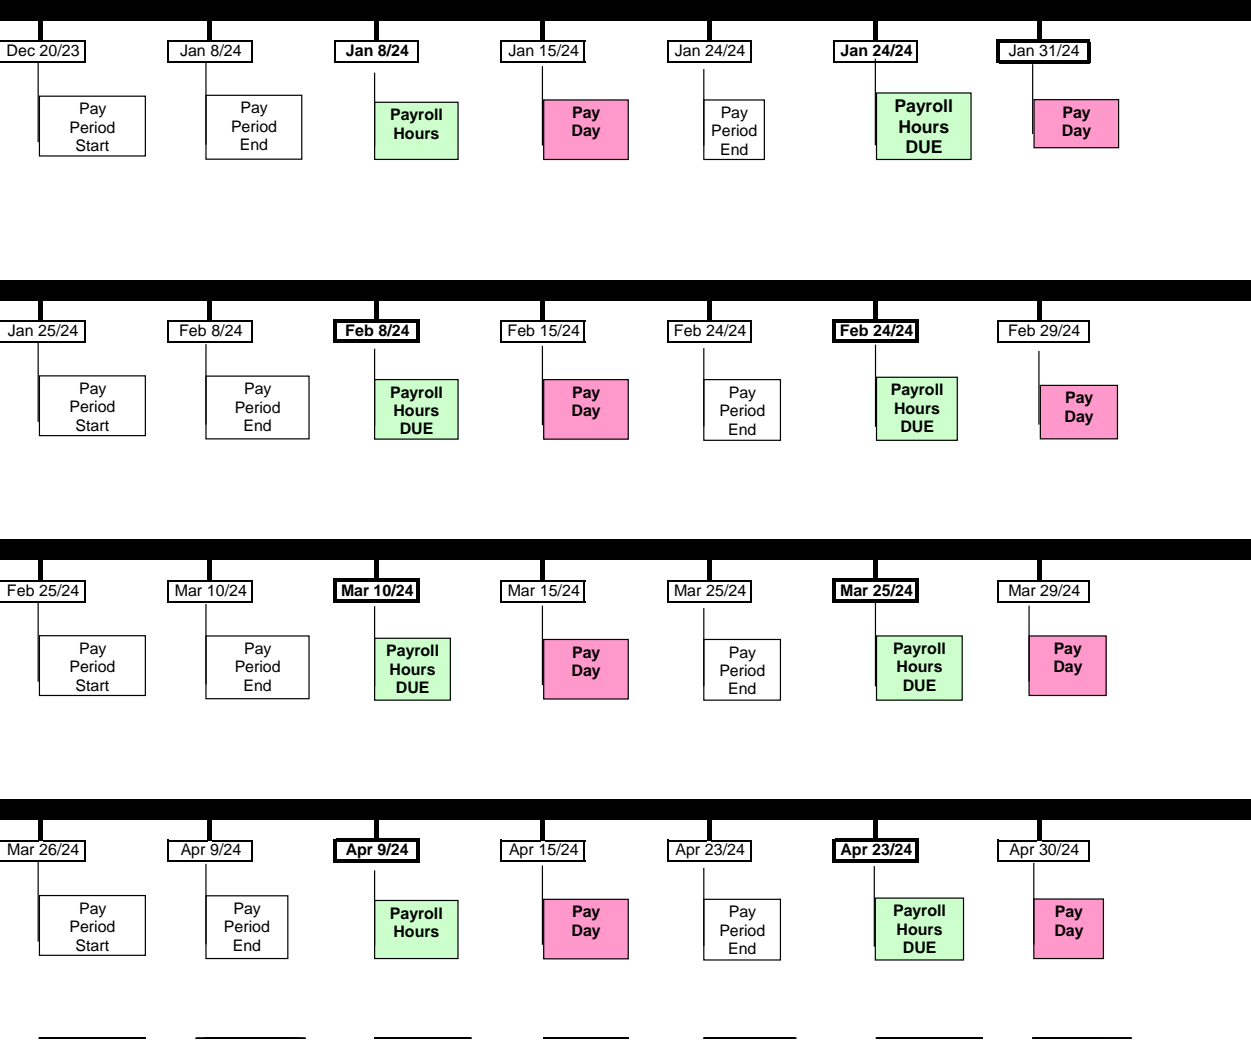 Dec 20/23 Jan 8/24 Jan 8/24 Jan 15/24 Jan 24/24 Jan 24/24 Jan 31/24
Pay
Period
Start
Pay
Period
End
Payroll
Hours
Pay
Day
Pay
Period
End
Payroll
Hours
DUE
Pay
Day
Jan 25/24 Feb 8/24 Feb 8/24 Feb 15/24 Feb 24/24 Feb 24/24 Feb 29/24
Pay
Period
Start
Pay
Period
End
Payroll
Hours
DUE
Pay
Day
Pay
Period
End
Payroll
Hours
DUE
Pay
Day
Feb 25/24 Mar 10/24 Mar 10/24 Mar 15/24 Mar 25/24 Mar 25/24 Mar 29/24
Pay
Period
Start
Pay
Period
End
Payroll
Hours
DUE
Pay
Day
Pay
Period
End
Payroll
Hours
DUE
Pay
Day
Mar 26/24 Apr 9/24 Apr 9/24 Apr 15/24 Apr 23/24 Apr 23/24 Apr 30/24
Pay
Period
Start
Pay
Period
End
Payroll
Hours
Pay
Day
Pay
Period
End
Payroll
Hours
DUE
Pay
Day